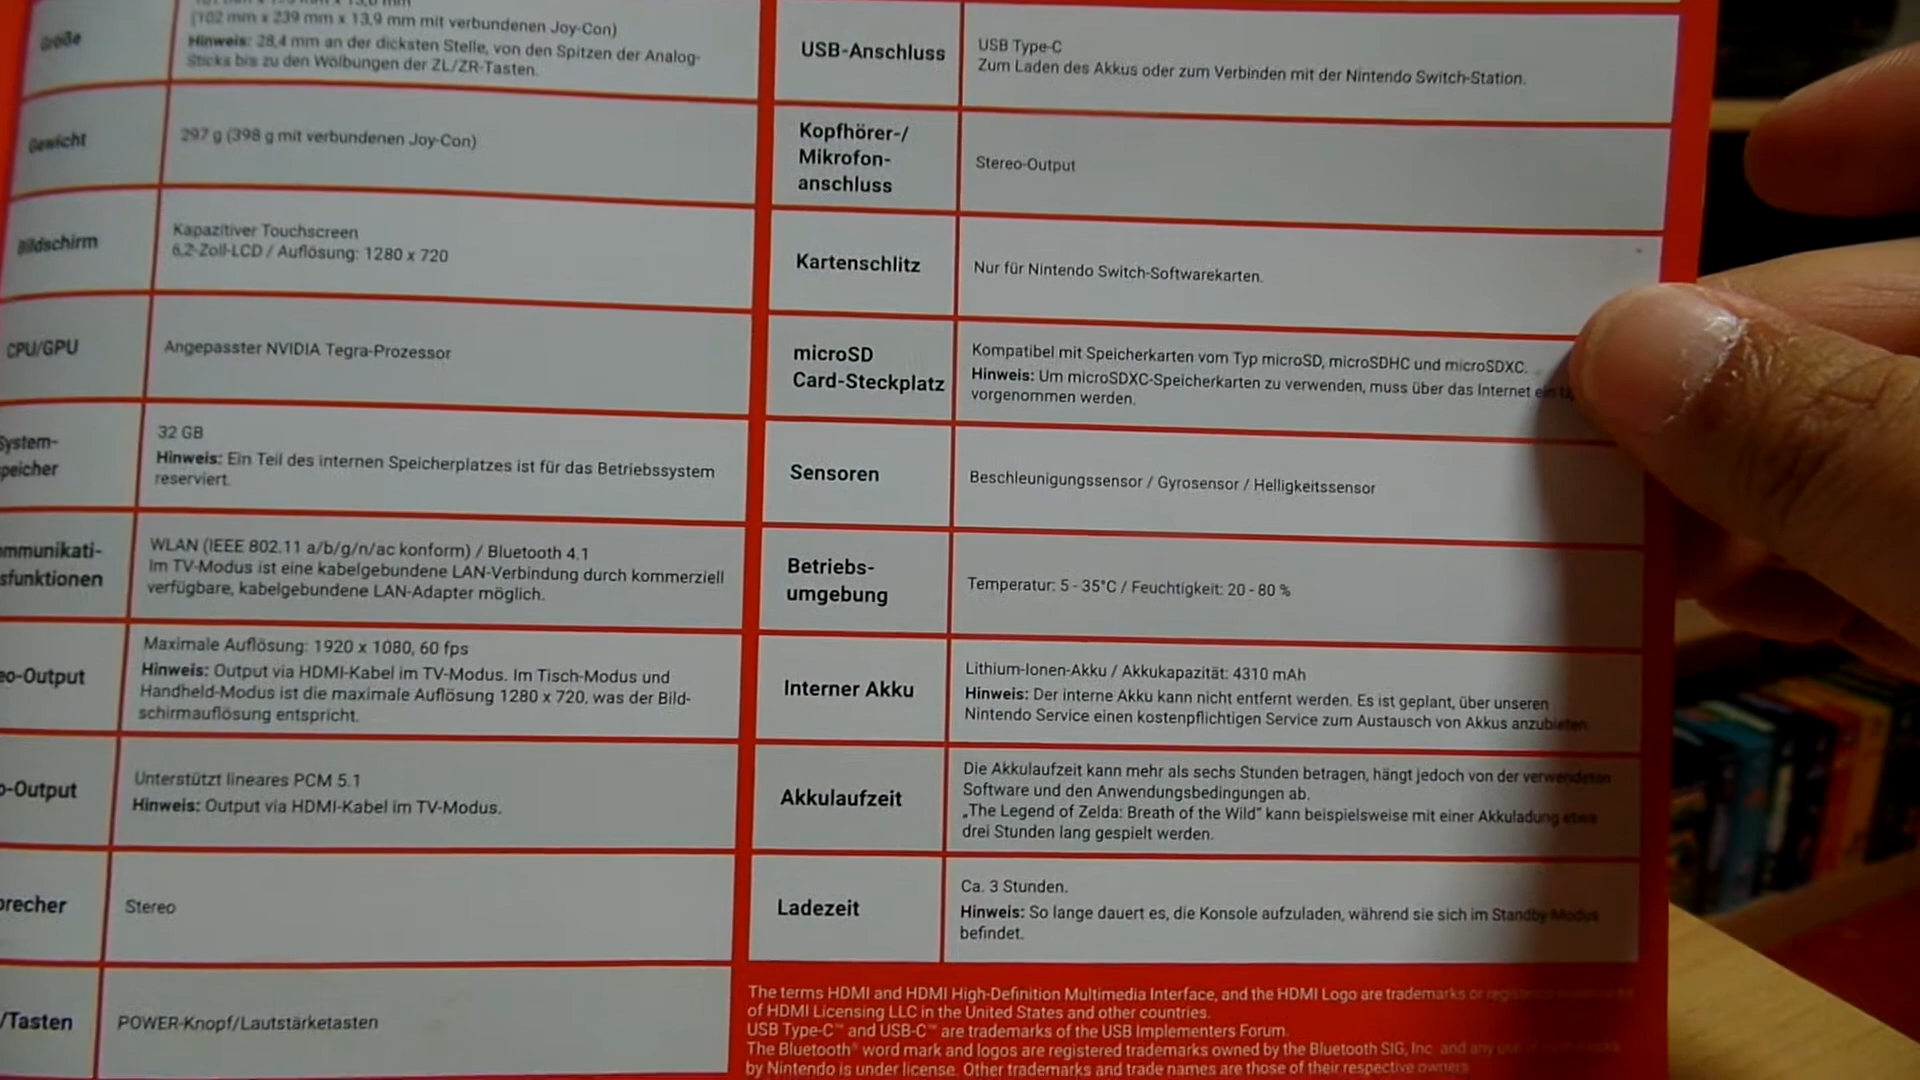 (102 mm x 239 mm x 13,9 mm mit verbundenen Joy-Con)
Größe
Hinweis: 28,4 mm an der dicksten Stelle, von den Spitzen der Analog-
Sticks bis zu den Wölbungen der ZL/ZR-Tasten.
Gewicht
297 g (398 g mit verbundenen Joy-Con)
Bildschirm
Kapazitiver Touchscreen
6,2-Zoll-LCD / Auflösung: 1280 x 720
CPU/GPU
Angepasster NVIDIA Tegra-Prozessor
System-
peicher
32 GB
Hinweis: Ein Teil des internen Speicherplatzes ist für das Betriebssystem
reserviert.
mmunikati-
sfunktionen
WLAN (IEEE 802.11 a/b/g/n/ac konform) / Bluetooth 4.1
Im TV-Modus ist eine kabelgebundene LAN-Verbindung durch kommerziell
verfügbare, kabelgebundene LAN-Adapter möglich.
eo-Output
Maximale Auflösung: 1920 x 1080, 60 fps
Hinweis: Output via HDMI-Kabel im TV-Modus. Im Tisch-Modus und
Handheld-Modus ist die maximale Auflösung 1280 x 720, was der Bild-
schirmauflösung entspricht.
o-Output
Unterstützt lineares PCM 5.1
Hinweis: Output via HDMI-Kabel im TV-Modus.
precher
Stereo
/Tasten
POWER-Knopf/Lautstärketasten
USB-Anschluss
USB Type-C
Zum Laden des Akkus oder zum Verbinden mit der Nintendo Switch-Station.
Kopfhörer-/
Mikrofon-
anschluss
Stereo-Output
Kartenschlitz
Nur für Nintendo Switch-Softwarekarten.
microSD
Card-Steckplatz
Kompatibel mit Speicherkarten vom Typ microSD, microSDHC und microSDXC.
Hinweis: Um microSDXC-Speicherkarten zu verwenden, muss über das Internet ein
vorgenommen werden.
Sensoren
Beschleunigungssensor / Gyrosensor / Helligkeitssensor
Betriebs-
umgebung
Temperatur: 5 - 35°C / Feuchtigkeit: 20 - 80 %
Interner Akku
Lithium-Ionen-Akku / Akkukapazität: 4310 mAh
Hinweis: Der interne Akku kann nicht entfernt werden. Es ist geplant, über unseren
Nintendo Service einen kostenpflichtigen Service zum Austausch von Akkus anzubieten.
Akkulaufzeit
Die Akkulaufzeit kann mehr als sechs Stunden betragen, hängt jedoch von der verwendeten
Software und den Anwendungsbedingungen ab.
„The Legend of Zelda: Breath of the Wild“ kann beispielsweise mit einer Akkuladung etwa
drei Stunden lang gespielt werden.
Ladezeit
Ca. 3 Stunden.
Hinweis: So lange dauert es, die Konsole aufzuladen, während sie sich im Standby-Modus
befindet.
The terms HDMI and HDMI High-Definition Multimedia Interface, and the HDMI Logo are trademarks or
of HDMI Licensing LLC in the United States and other countries.
USB Type-C™ and USB-C™ are trademarks of the USB Implementers Forum.
The Bluetooth® word mark and logos are registered trademarks owned by the Bluetooth SIG, Inc. and any
by Nintendo is under license. Other trademarks and trade names are those of their respective owners